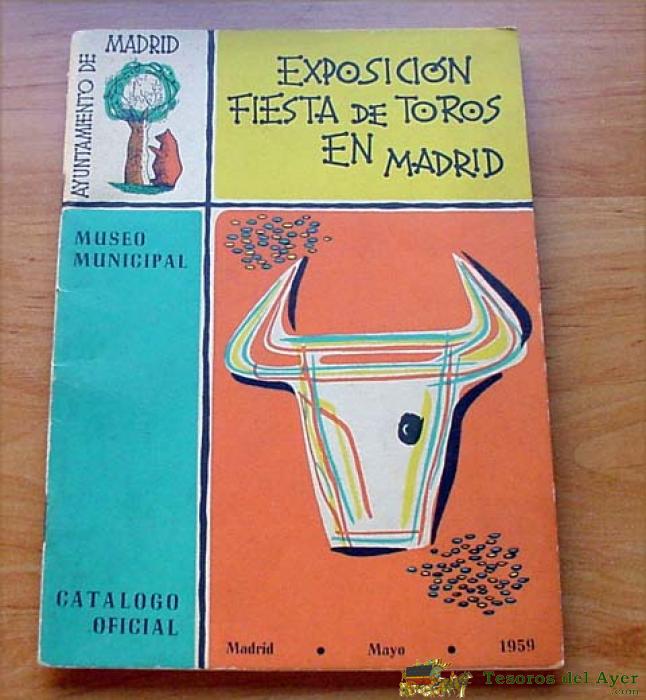 AYUNTAMIENTO DE
MADRID
EXPOSICIÓN
FIESTA DE TOROS
EN MADRID
MUSEO
MUNICIPAL
CATALOGO
OFICIAL
Madrid • Mayo • 1959
Tesoros del Ayer
.com